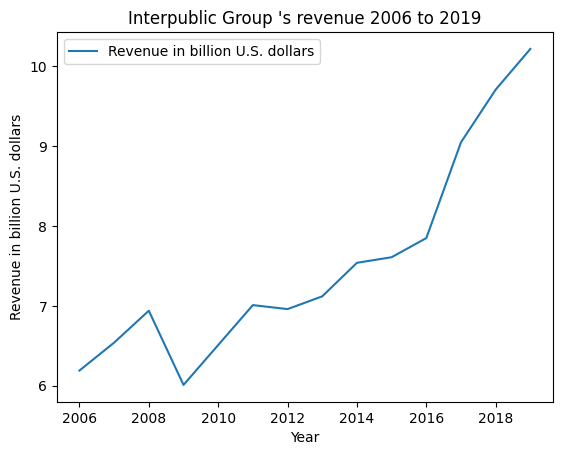 Interpublic Group 's revenue 2006 to 2019
Revenue in billion U.S. dollars
Revenue in billion U.S. dollars
10
9
8
7
6
2006 2008 2010 2012 2014 2016 2018
Year